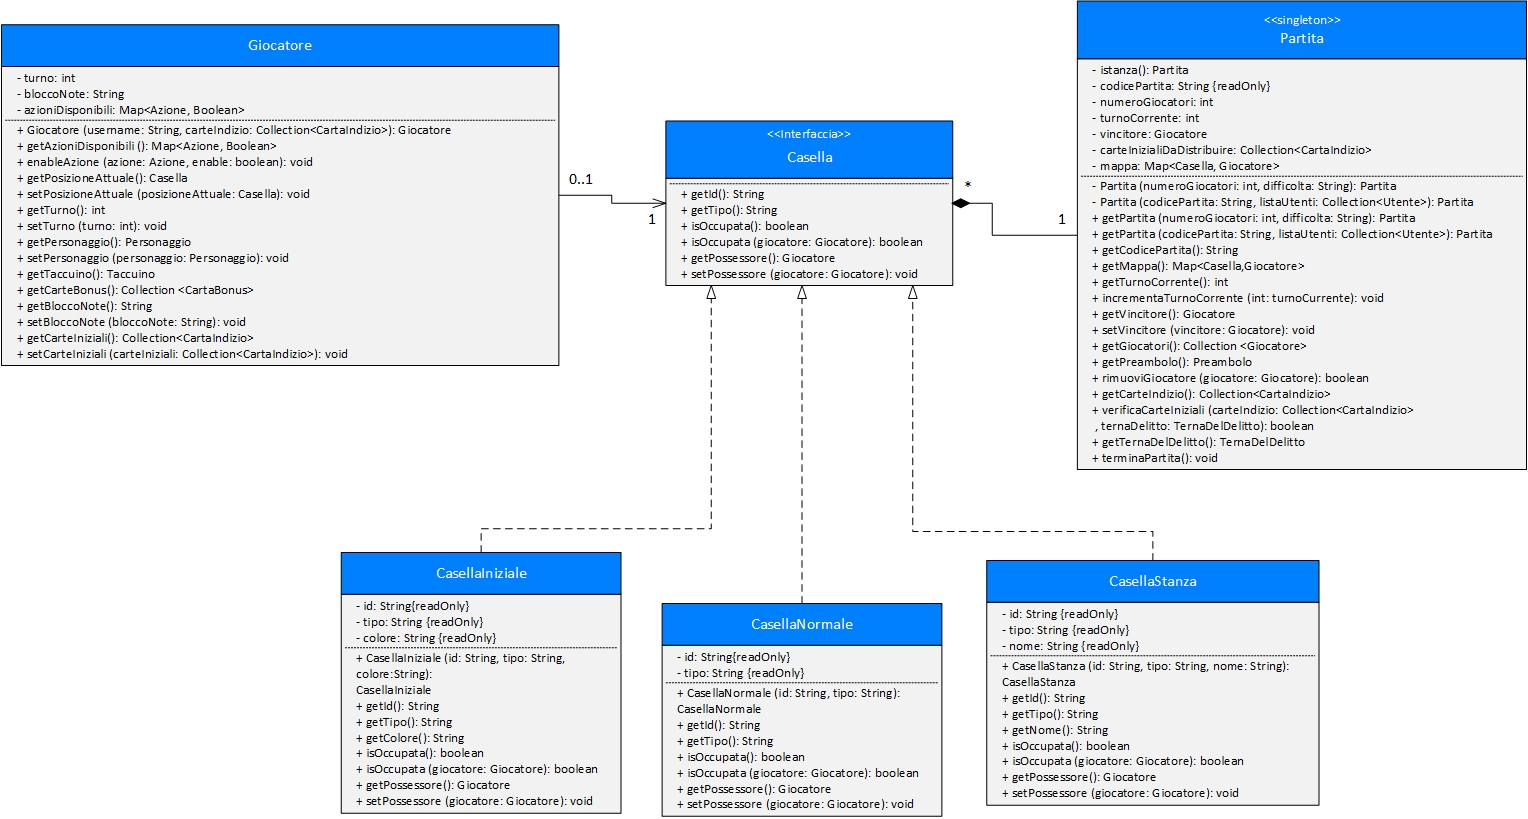 Giocatore
- turno: int
- bloccoNote: String
- azioniDisponibili: Map<Azione, Boolean>
+ Giocatore (username: String, carteIndizio: Collection<CartaIndizio>): Giocatore
+ getAzioniDisponibili (): Map<Azione, Boolean>
+ enableAzione (azione: Azione, enable: boolean): void
+ getPosizioneAttuale(): Casella
+ setPosizioneAttuale (posizioneAttuale: Casella): void
+ getTurno(): int
+ setTurno (turno: int): void
+ getPersonaggio(): Personaggio
+ setPersonaggio (personaggio: Personaggio): void
+ getTaccuino(): Taccuino
+ getCarteBonus(): Collection <CartaBonus>
+ getBloccoNote(): String
+ setBloccoNote (bloccoNote: String): void
+ getCarteIniziali(): Collection<CartaIndizio>
+ setCarteIniziali (carteIniziali: Collection<CartaIndizio>): void
0..1
1
<<Interfaccia>>
Casella
+ getId(): String
+ getTipo(): String
+ isOccupata(): boolean
+ isOccupata (giocatore: Giocatore): boolean
+ getPossessore(): Giocatore
+ setPossessore (giocatore: Giocatore): void
*
1
<<singleton>>
Partita
- istanza(): Partita
- codicePartita: String {readOnly}
- numeroGiocatori: int
- turnoCorrente: int
- vincitore: Giocatore
- carteInizialiDaDistribuire: Collection<CartaIndizio>
- mappa: Map<Casella, Giocatore>
- Partita (numeroGiocatori: int, difficolta: String): Partita
- Partita (codicePartita: String, listaUtenti: Collection<Utente>): Partita
+ getPartita (numeroGiocatori: int, difficolta: String): Partita
+ getPartita (codicePartita: String, listaUtenti: Collection<Utente>): Partita
+ getCodicePartita(): String
+ getMappa(): Map<Casella,Giocatore>
+ getTurnoCorrente(): int
+ incrementaTurnoCorrente (int: turnoCurrente): void
+ getVincitore(): Giocatore
+ setVincitore (vincitore: Giocatore): void
+ getGiocatori(): Collection <Giocatore>
+ getPreambolo(): Preambolo
+ rimuoviGiocatore (giocatore: Giocatore): boolean
+ getCarteIndizio(): Collection<CartaIndizio>
+ verificaCarteIniziali (carteIndizio: Collection<CartaIndizio>
, ternaDelitto: TernaDelDelitto): boolean
+ getTernaDelDelitto(): TernaDelDelitto
+ terminaPartita(): void
CasellaIniziale
- id: String{readOnly}
- tipo: String {readOnly}
- colore: String {readOnly}
+ CasellaIniziale (id: String, tipo: String,
colore:String):
CasellaIniziale
+ getId(): String
+ getTipo(): String
+ getColore(): String
+ isOccupata(): boolean
+ isOccupata (giocatore: Giocatore): boolean
+ getPossessore(): Giocatore
+ setPossessore (giocatore: Giocatore): void
CasellaNormale
- id: String{readOnly}
- tipo: String {readOnly}
+ CasellaNormale (id: String, tipo: String):
CasellaNormale
+ getId(): String
+ getTipo(): String
+ isOccupata(): boolean
+ isOccupata (giocatore: Giocatore): boolean
+ getPossessore(): Giocatore
+ setPossessore (giocatore: Giocatore): void
CasellaStanza
- id: String {readOnly}
- tipo: String {readOnly}
- nome: String {readOnly}
+ CasellaStanza (id: String, tipo: String, nome: String):
CasellaStanza
+ getId(): String
+ getTipo(): String
+ getNome(): String
+ isOccupata(): boolean
+ isOccupata (giocatore: Giocatore): boolean
+ getPossessore(): Giocatore
+ setPossessore (giocatore: Giocatore): void